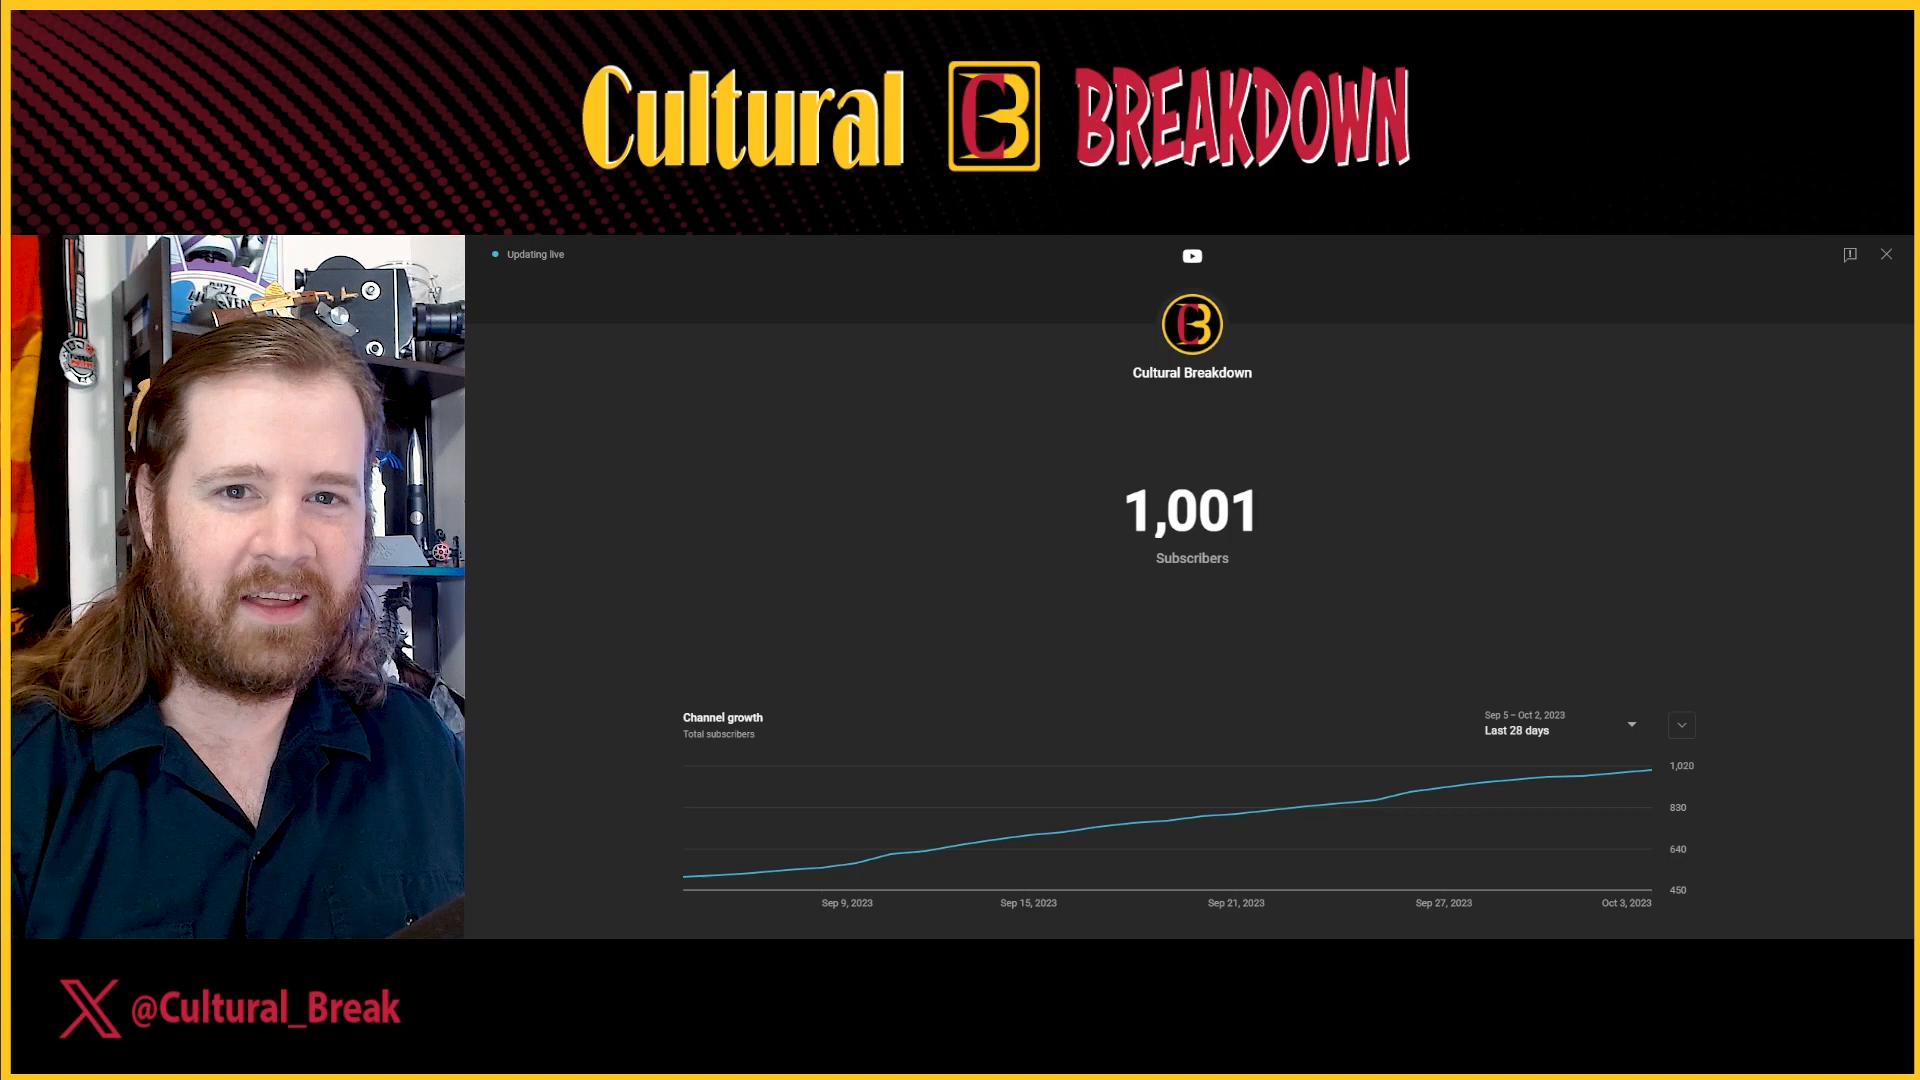 Cultural CB BREAKDOWN
Updating live
CB
Cultural Breakdown
1,001
Subscribers
Channel growth
Total subscribers
Sep 5 – Oct 2, 2023
Last 28 days
1,020
830
640
450
Sep 9, 2023 Sep 15, 2023 Sep 21, 2023 Sep 27, 2023 Oct 3, 2023
X @Cultural_Break